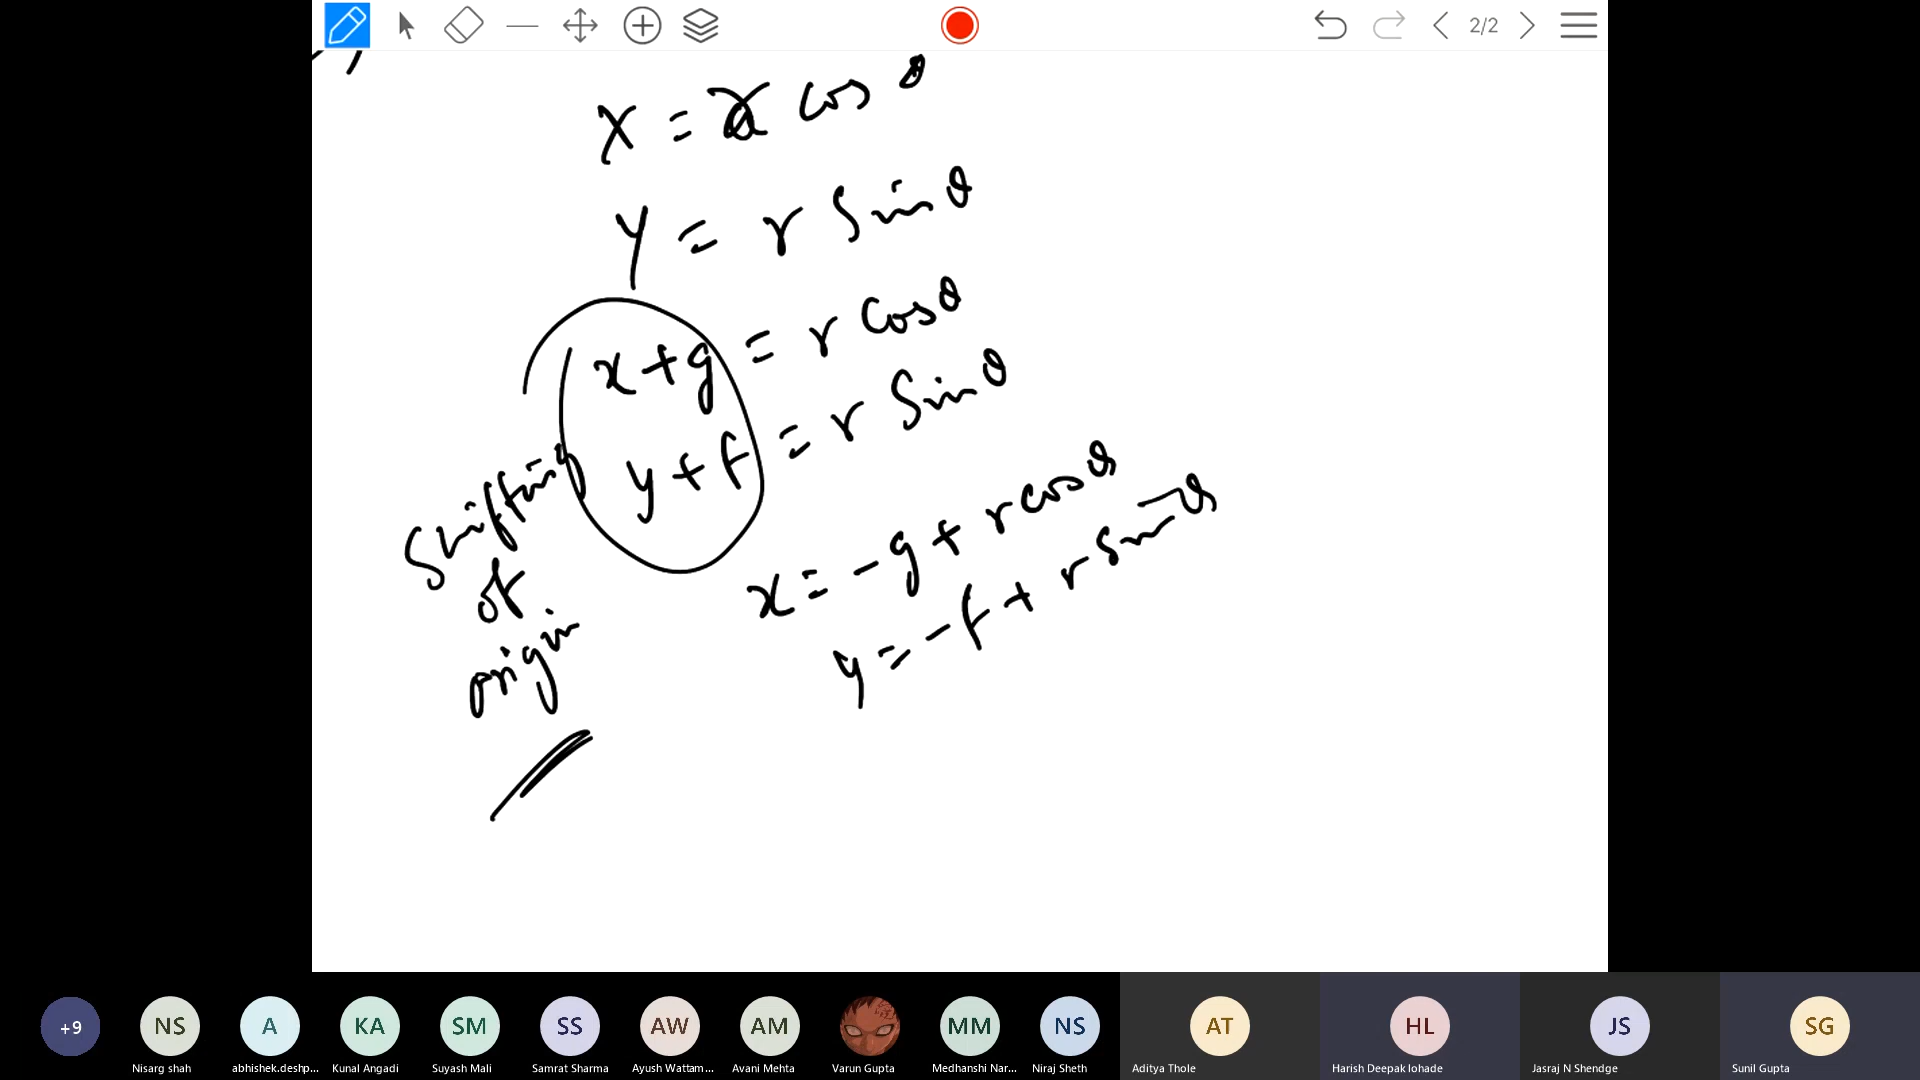 2/2
X = r cos θ
Y = r Sin θ
x+g = r cos θ
y+f = r Sin θ
Shifting
of
origin
x = -g + r cos θ
y = -f + r sin θ
+9
NS
A
KA
SM
SS
AW
AM
MM
NS
AT
HL
JS
SG
Nisarg shah
abhishek.deshp...
Kunal Angadi
Suyash Mali
Samrat Sharma
Ayush Wattam...
Avani Mehta
Varun Gupta
Medhanshi Nar...
Niraj Sheth
Aditya Thole
Harish Deepak lohade
Jasraj N Shendge
Sunil Gupta